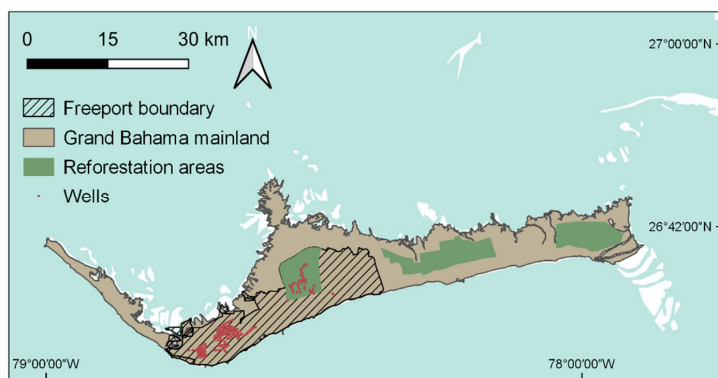 0 15 30 km
N
27°00'00"N
Freeport boundary
Grand Bahama mainland
Reforestation areas
Wells
26°42'00"N
79°00'00"W
78°00'00"W